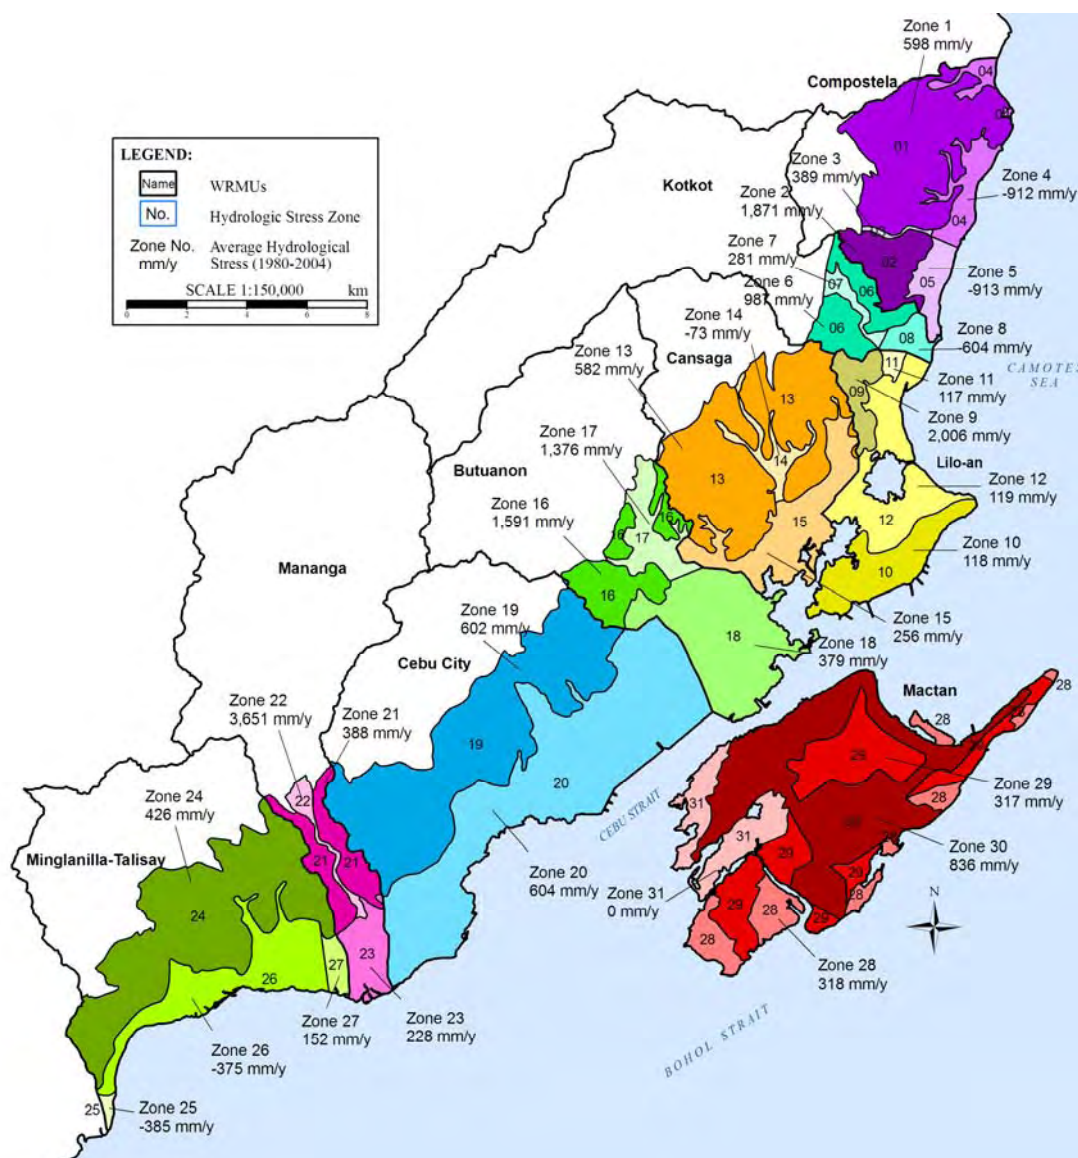 Zone 1
598 mm/y
Compostela
04
01
Zone 3
389 mm/y
Zone 4
-912 mm/y
Kotkot
Zone 2
1,871 mm/y
04
02
Zone 7
281 mm/y
Zone 5
-913 mm/y
05
07
06
Zone 6
987 mm/y
06
08
Zone 8
-604 mm/y
LEGEND:
Name
WRMUs
No.
Hydrologic Stress Zone
Zone No.
mm/y
Average Hydrological
Stress (1980-2004)
SCALE 1:150,000
km
0
2
4
6
8
Zone 14
-73 mm/y
Cansaga
Zone 13
582 mm/y
11
CAMOTES
SEA
Zone 11
117 mm/y
09
13
Zone 9
2,006 mm/y
Zone 17
1,376 mm/y
14
13
Lilo-an
Zone 12
119 mm/y
Butuanon
Zone 16
1,591 mm/y
15
12
16
16
17
Zone 10
118 mm/y
10
Mananga
16
Zone 19
602 mm/y
18
Zone 15
256 mm/y
Zone 18
379 mm/y
Cebu City
Mactan
28
Zone 22
3,651 mm/y
Zone 21
388 mm/y
28
19
29
20
Zone 29
317 mm/y
22
31
28
Zone 24
426 mm/y
CEBU STRAIT
31
30
Zone 30
836 mm/y
Minglanilla-Talisay
21
21
29
29
Zone 20
604 mm/y
Zone 31
0 mm/y
28
N
24
29
28
29
28
23
27
26
Zone 28
318 mm/y
Zone 27
152 mm/y
Zone 23
228 mm/y
Zone 26
-375 mm/y
BOHOL STRAIT
25
Zone 25
-385 mm/y